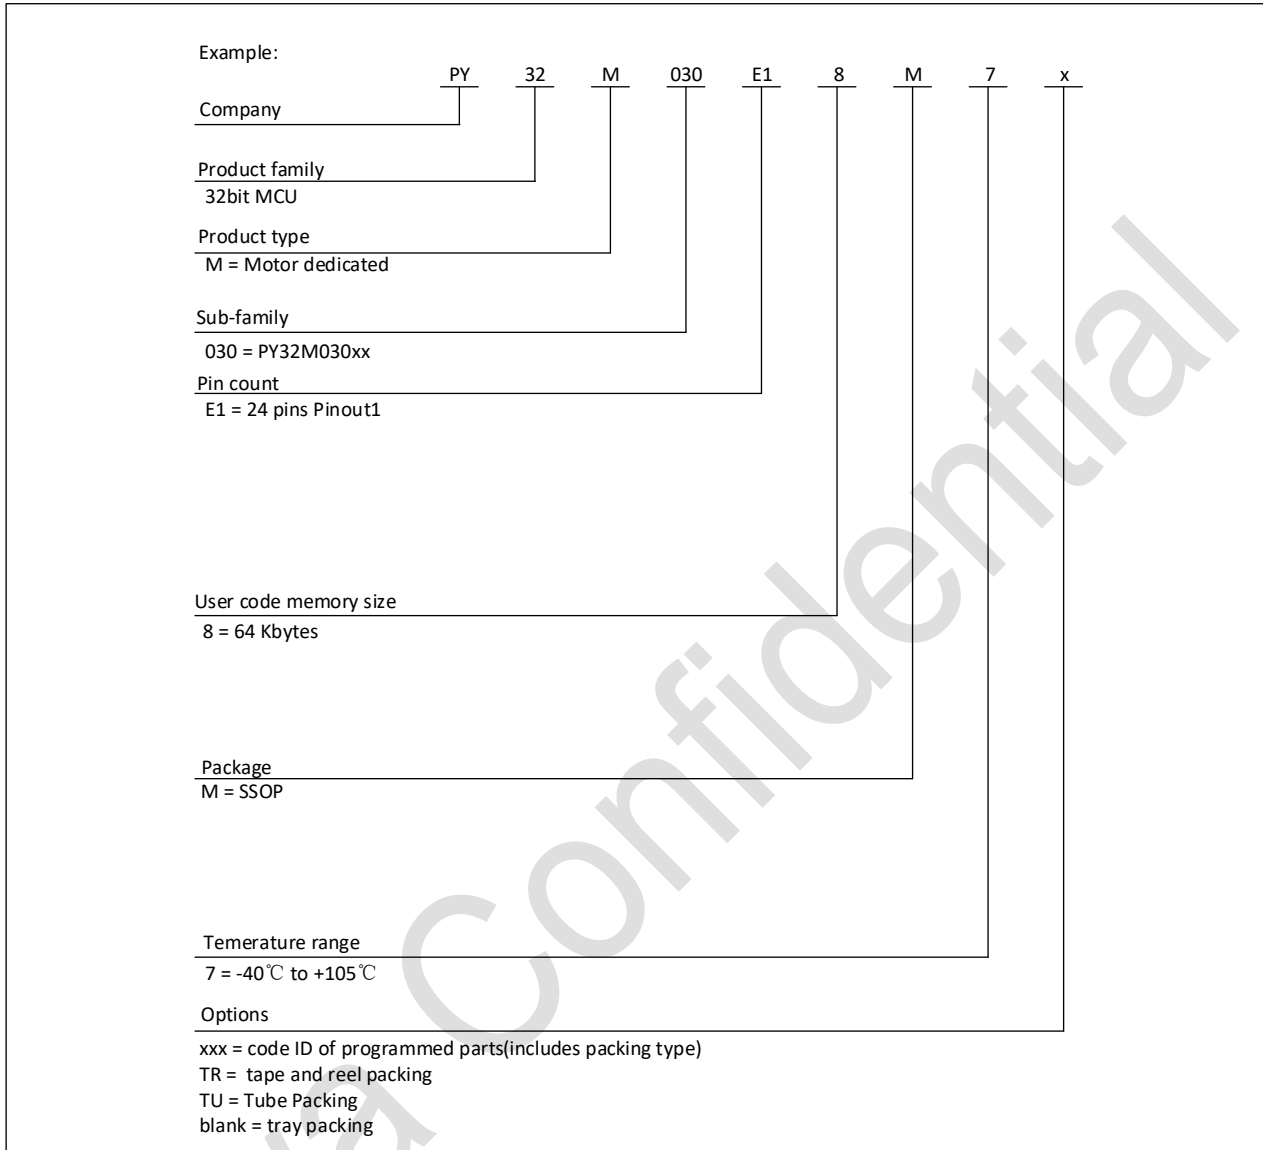 Example:
PY 32 M 030 E1 8 M 7 x
Company
Product family
32bit MCU
Product type
M = Motor dedicated
Sub-family
030 = PY32M030xx
Pin count
E1 = 24 pins Pinout1
User code memory size
8 = 64 Kbytes
Package
M = SSOP
Temerature range
7 = -40℃ to +105℃
Options
xxx = code ID of programmed parts(includes packing type)
TR = tape and reel packing
TU = Tube Packing
blank = tray packing
Confidential